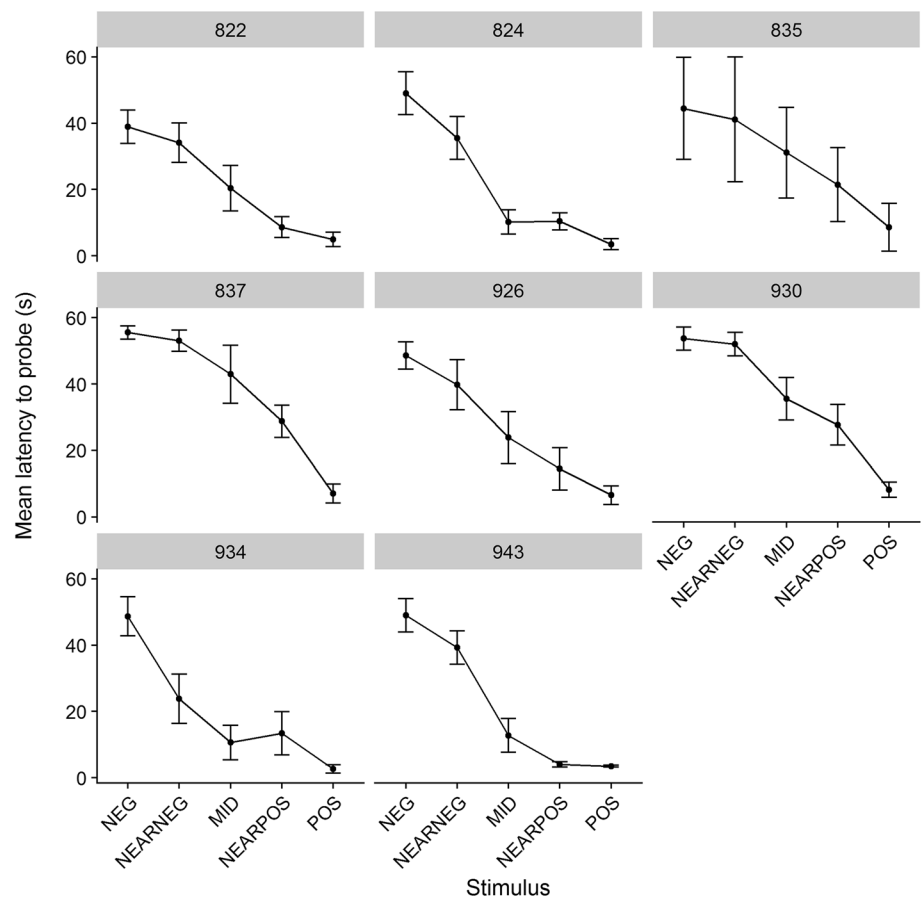 822 824 835
60
40
20
0
837 926 930
60
40
20
0
NEG NEARNEG MID NEARPOS POS
934 943
60
40
20
0
NEG NEARNEG MID NEARPOS POS NEG NEARNEG MID NEARPOS POS
Mean latency to probe (s)
Stimulus